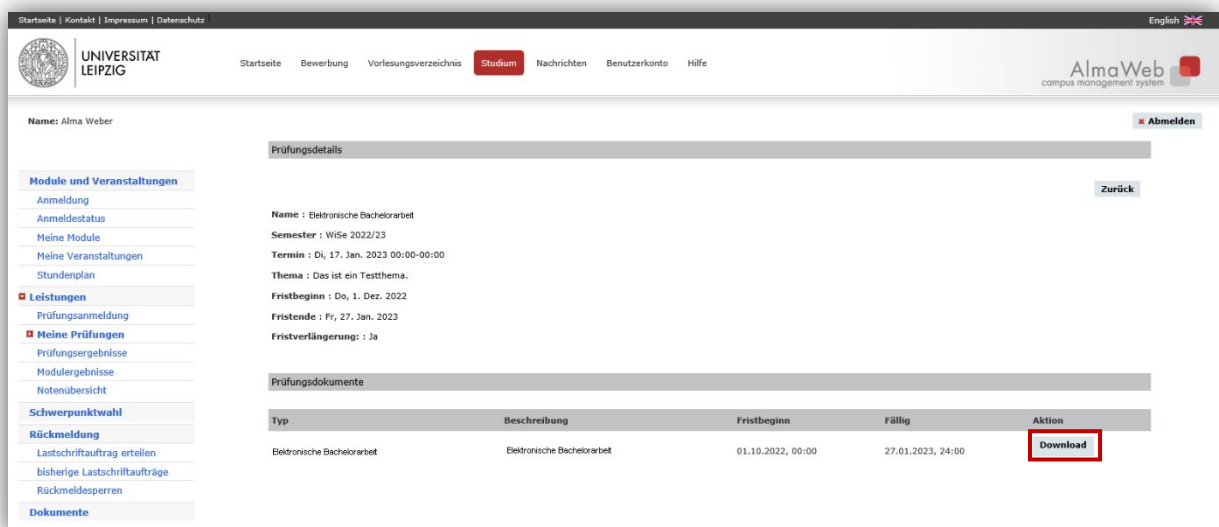 Startseite | Kontakt | Impressum | Datenschutz
English
UNIVERSITÄT
LEIPZIG
Startseite Bewerbung Vorlesungsverzeichnis Studium Nachrichten Benutzerkonto Hilfe
AlmaWeb
campus management system
Name: Alma Weber
Abmelden
Prüfungsdetails
Zurück
Module und Veranstaltungen
Anmeldung
Anmeldestatus
Meine Module
Meine Veranstaltungen
Stundenplan
Leistungen
Prüfungsanmeldung
Meine Prüfungen
Prüfungsergebnisse
Modulergebnisse
Notenübersicht
Schwerpunktwahl
Rückmeldung
Lastschriftauftrag erteilen
bisherige Lastschriftaufträge
Rückmeldesperren
Dokumente
Name : Elektronische Bachelorarbeit
Semester : WiSe 2022/23
Termin : Di, 17. Jan. 2023 00:00-00:00
Thema : Das ist ein Testthema.
Fristbeginn : Do, 1. Dez. 2022
Fristende : Fr, 27. Jan. 2023
Fristverlängerung: : Ja
Prüfungsdokumente
Typ Beschreibung Fristbeginn Fällig Aktion
Elektronische Bachelorarbeit Elektronische Bachelorarbeit 01.10.2022, 00:00 27.01.2023, 24:00 Download